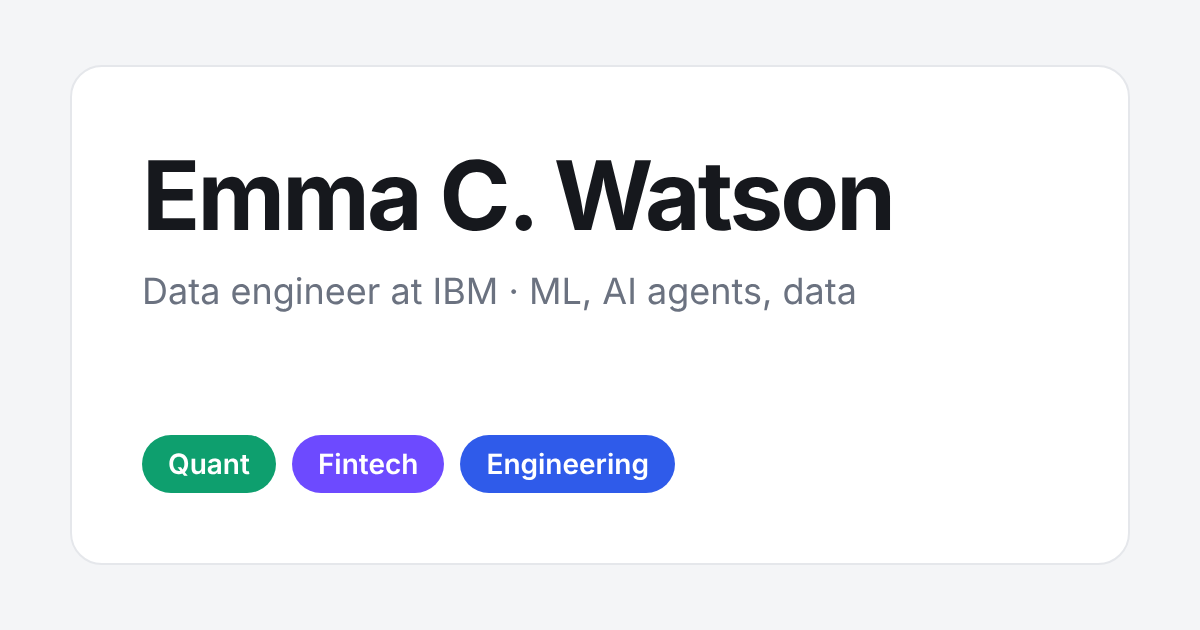 Emma C. Watson
Data engineer at IBM · ML, AI agents, data
Quant Fintech Engineering